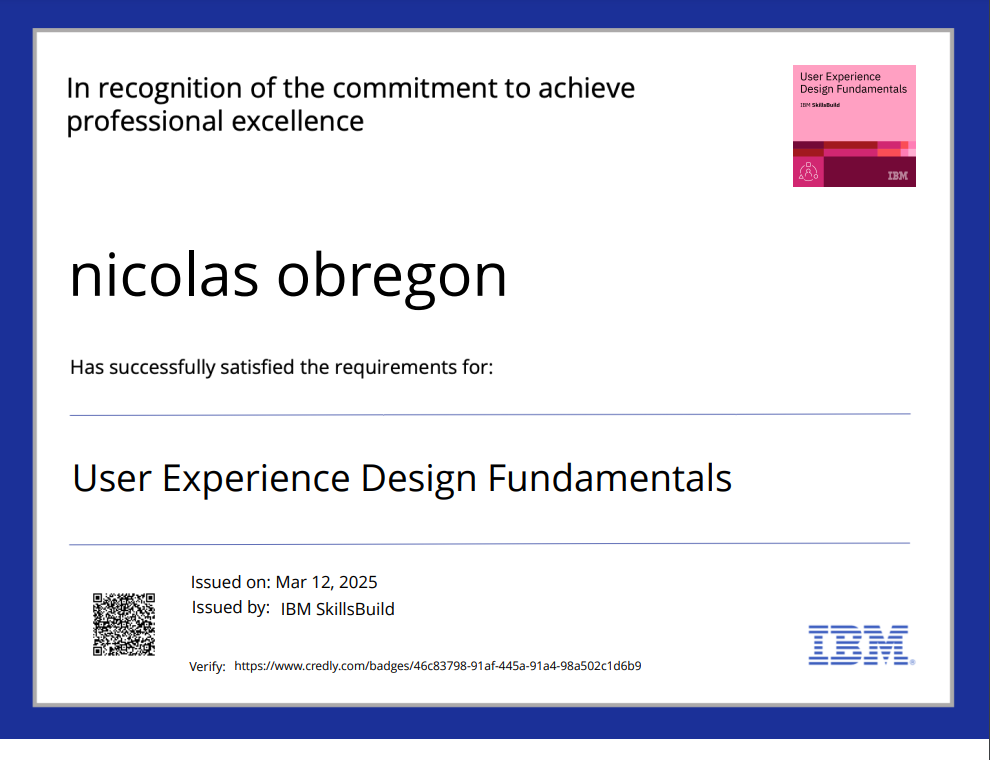 In recognition of the commitment to achieve
professional excellence
User Experience
Design Fundamentals
IBM SkillsBuild
IBM
nicolas obregon
Has successfully satisfied the requirements for:
User Experience Design Fundamentals
Issued on: Mar 12, 2025
Issued by: IBM SkillsBuild
Verify: https://www.credly.com/badges/46c83798-91af-445a-91a4-98a502c1d6b9
IBM®